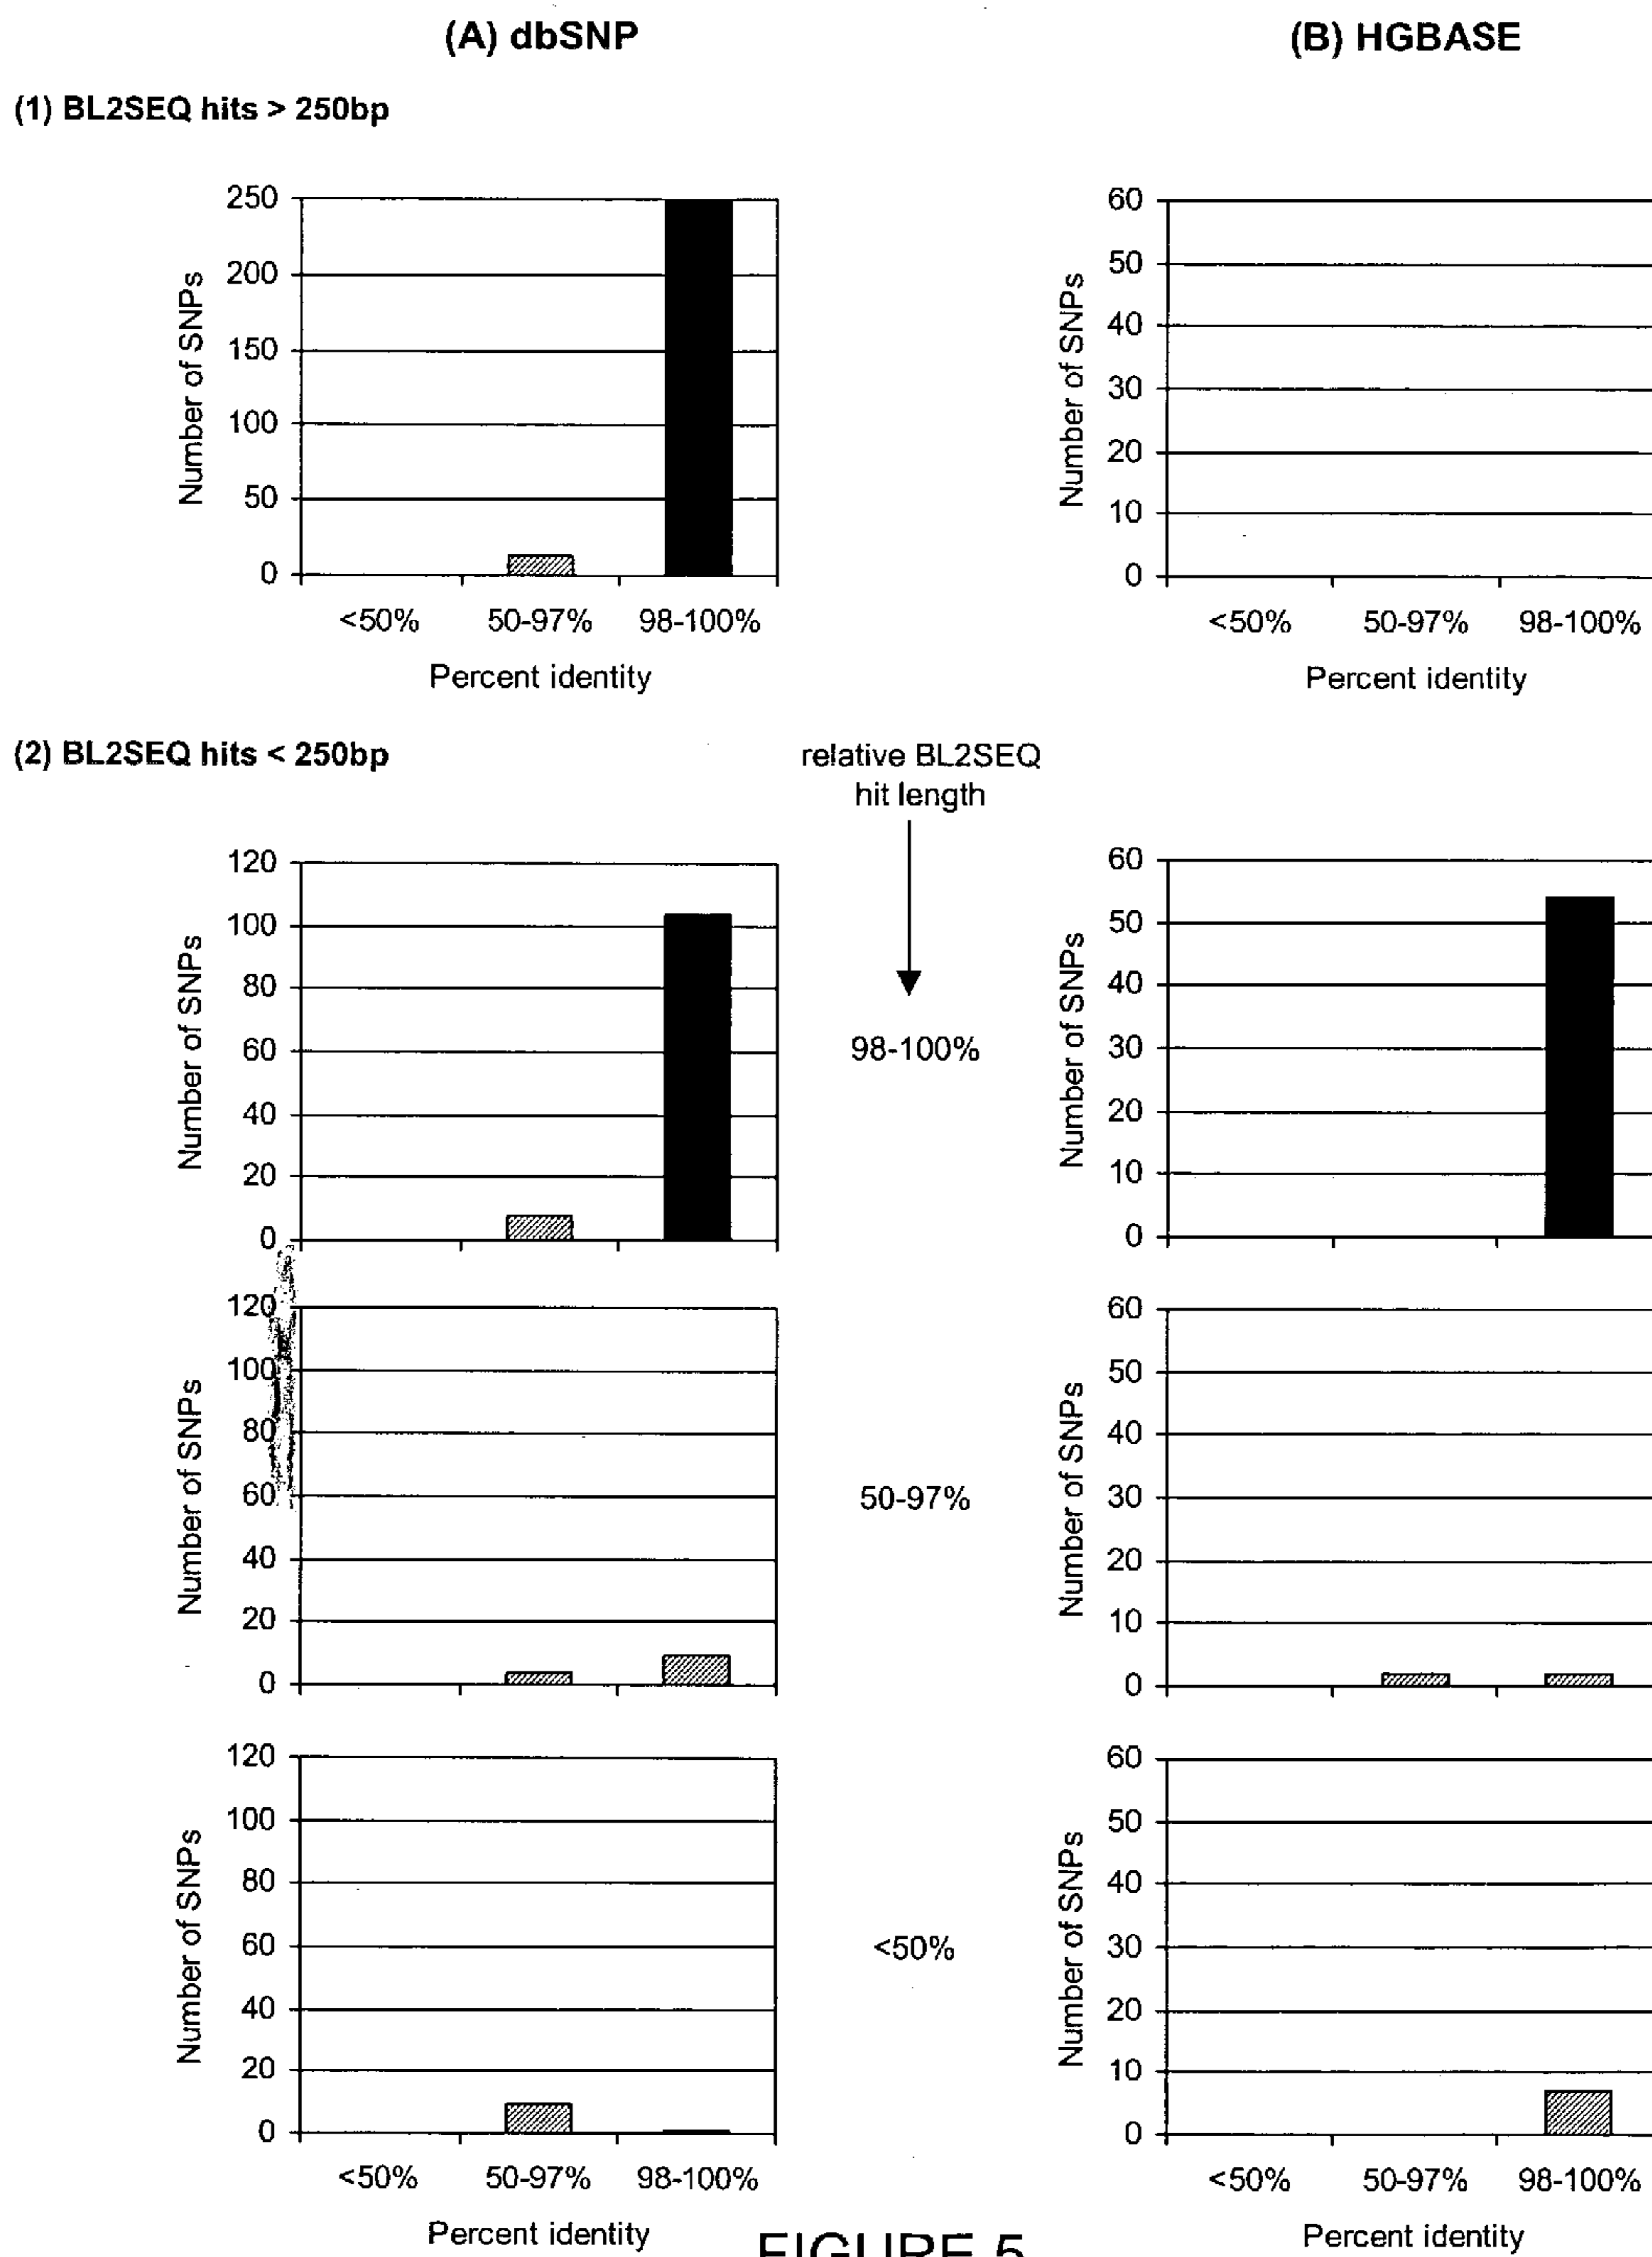 (A) dbSNP
(B) HGBASE
(1) BL2SEQ hits > 250bp
Number of SNPs
250
200
150
100
50
0
<50% 50-97% 98-100%
Percent identity
Number of SNPs
60
50
40
30
20
10
0
<50% 50-97% 98-100%
Percent identity
(2) BL2SEQ hits < 250bp
relative BL2SEQ
hit length
Number of SNPs
120
100
80
60
40
20
0
98-100%
Number of SNPs
60
50
40
30
20
10
0
Number of SNPs
120
100
80
60
40
20
0
50-97%
Number of SNPs
60
50
40
30
20
10
0
Number of SNPs
120
100
80
60
40
20
0
<50% 50-97% 98-100%
Percent identity
<50%
Number of SNPs
60
50
40
30
20
10
0
<50% 50-97% 98-100%
Percent identity
FIGURE 5